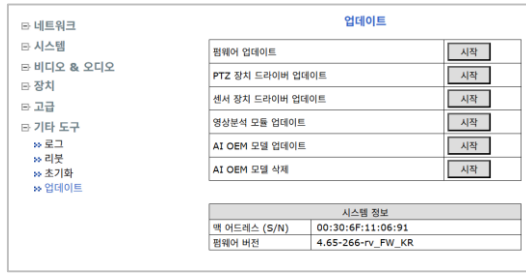 네트워크
시스템
비디오 & 오디오
장치
고급
기타 도구
로그
리붓
초기화
업데이트
업데이트
펌웨어 업데이트 시작
PTZ 장치 드라이버 업데이트 시작
센서 장치 드라이버 업데이트 시작
영상분석 모듈 업데이트 시작
AI OEM 모델 업데이트 시작
AI OEM 모델 삭제 시작
시스템 정보
맥 어드레스 (S/N) 00:30:6F:11:06:91
펌웨어 버전 4.65-266-rv_FW_KR